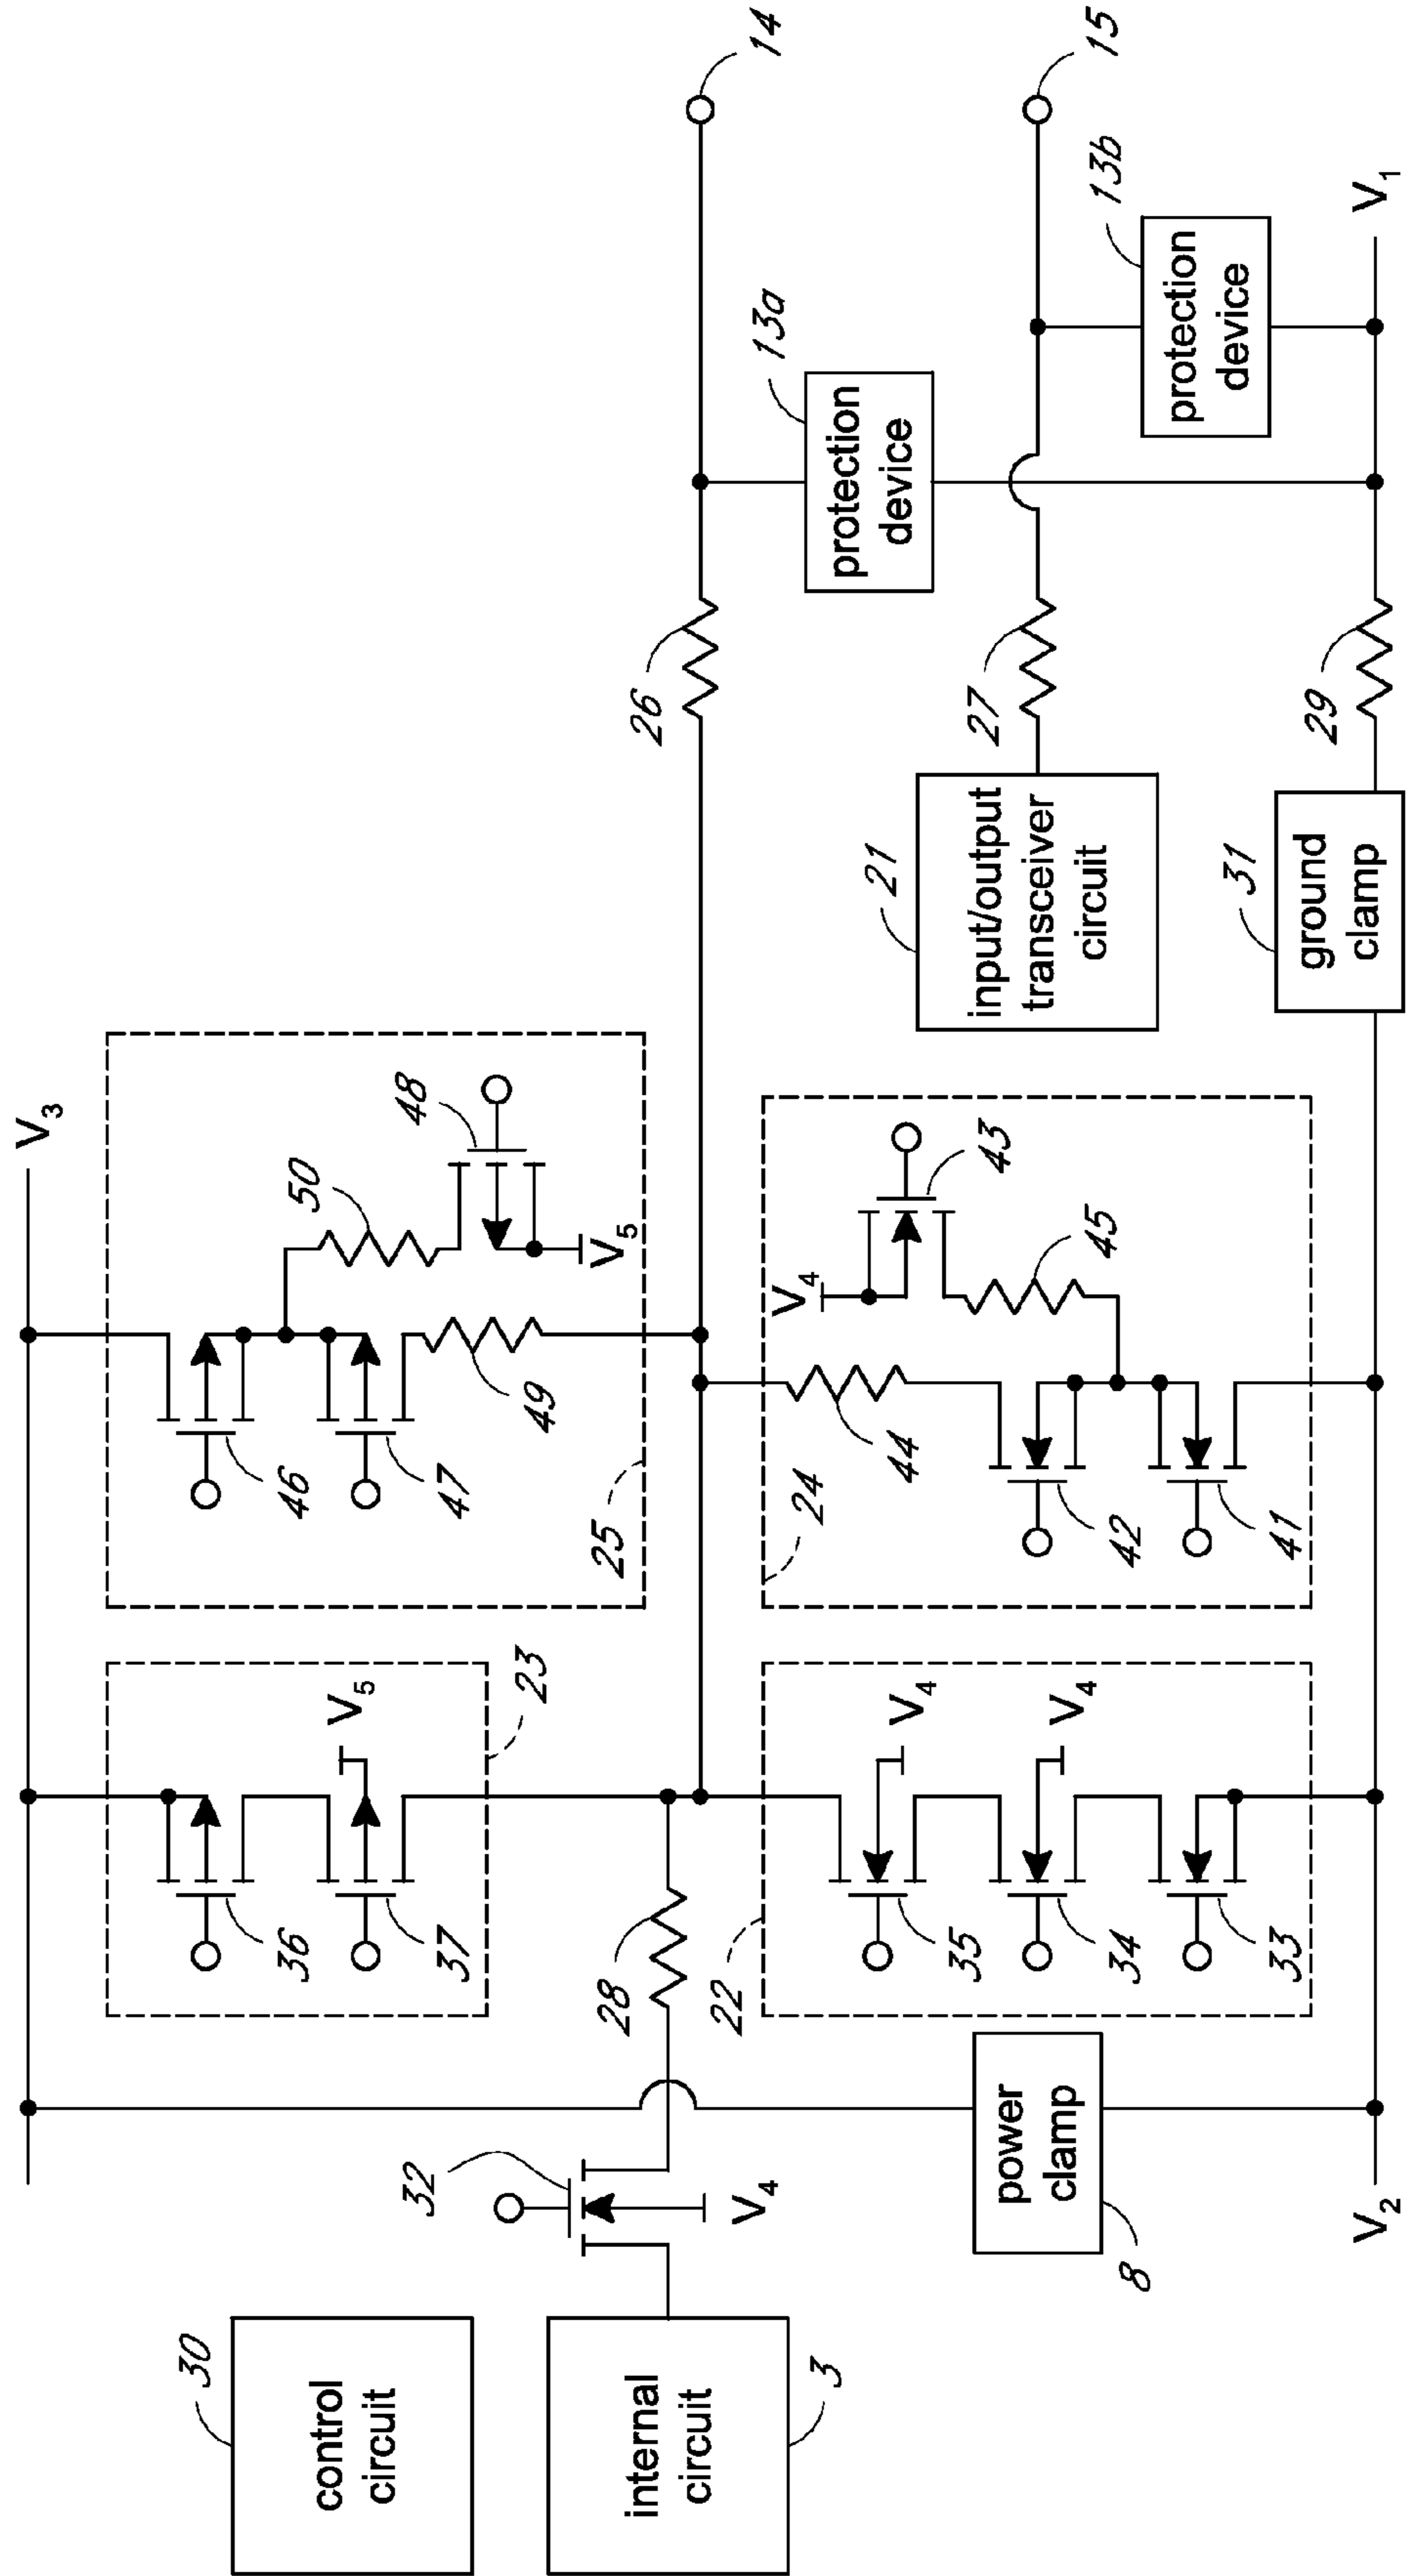 V3
V5
V5
V4
V4
V4
V4
V2
V1
control
circuit
30
internal
circuit
3
32
28
power
clamp
8
36
37
23
35
34
33
22
46
47
48
49
50
25
44
42
41
43
45
24
26
27
input/output
transceiver
circuit
21
ground
clamp
31
29
protection
device
13a
protection
device
13b
14
15